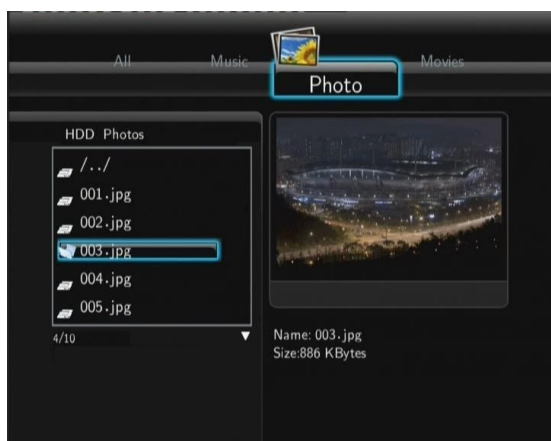 All Music Photo Movies
HDD Photos
/../
001.jpg
002.jpg
003.jpg
004.jpg
005.jpg
4/10
Name: 003.jpg
Size:886 KBytes